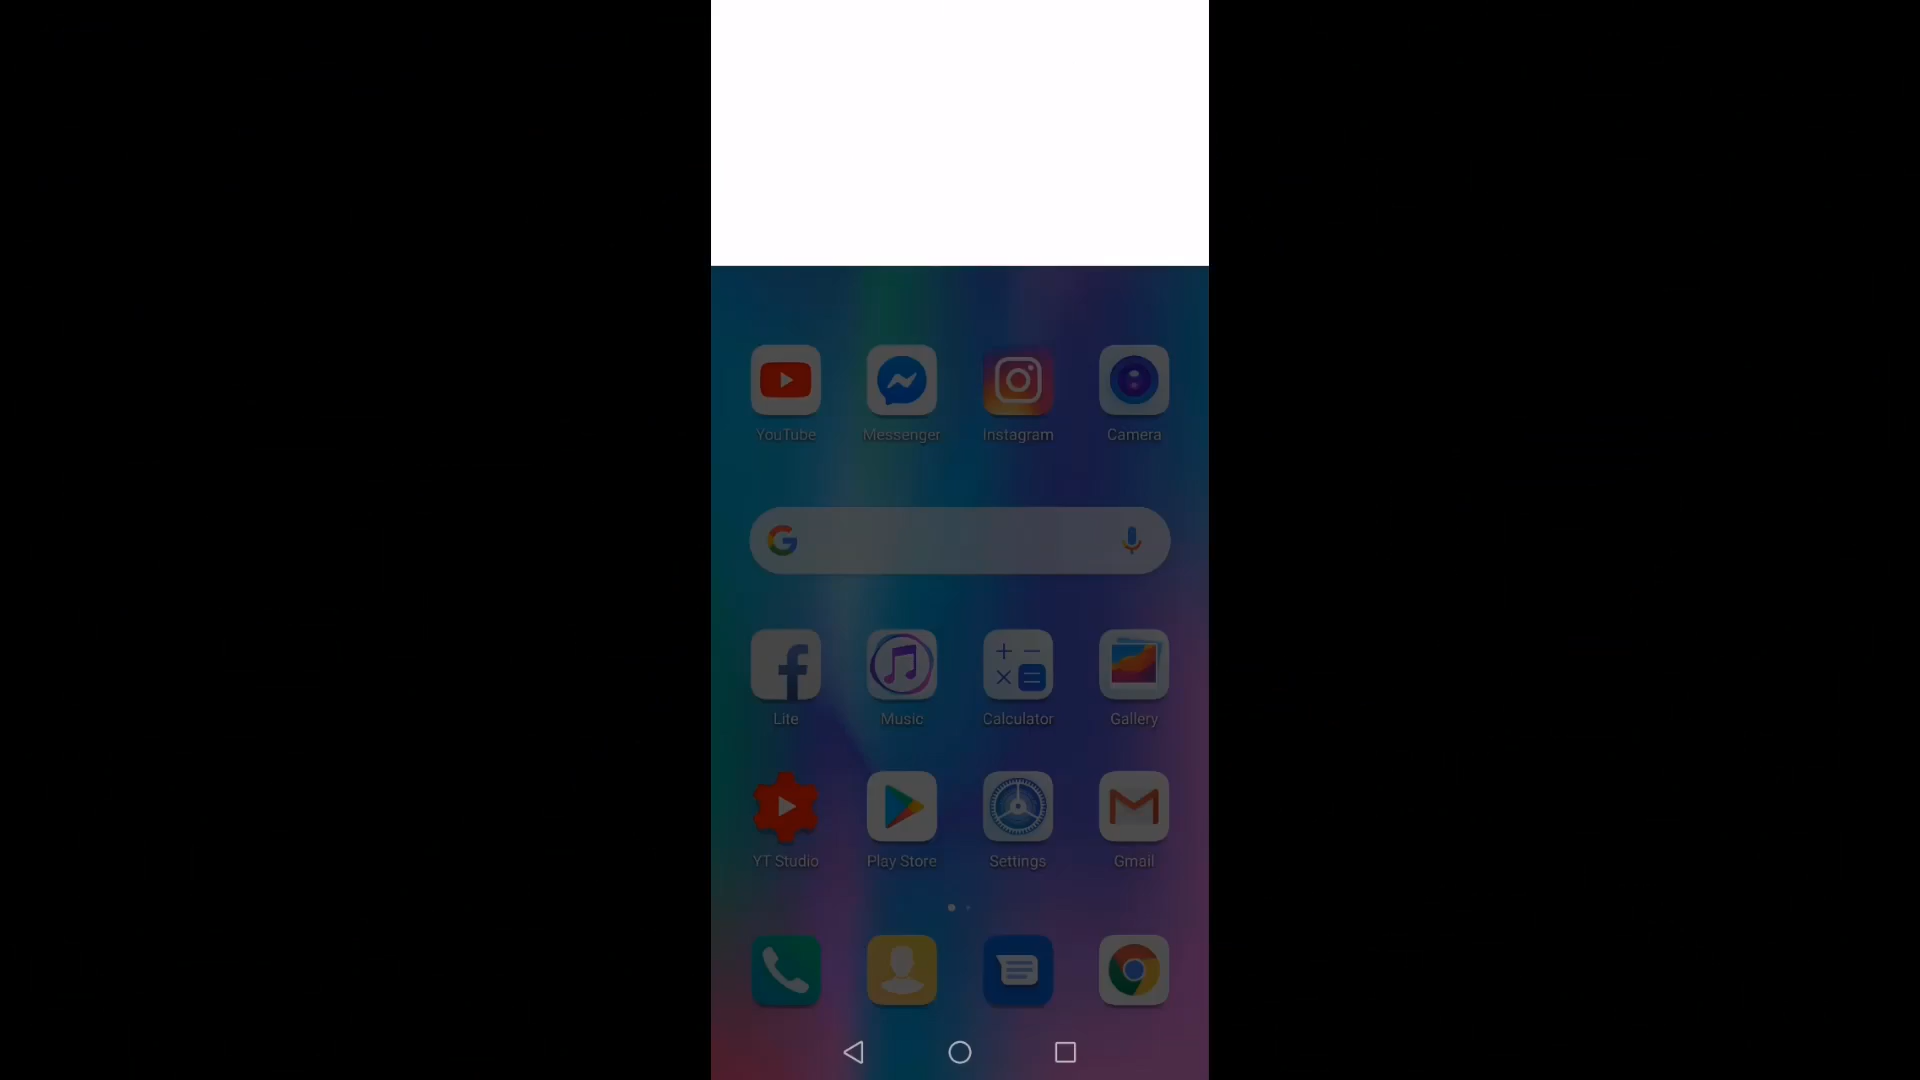 YouTube Messenger Instagram Camera
Lite Music Calculator Gallery
YT Studio Play Store Settings Gmail